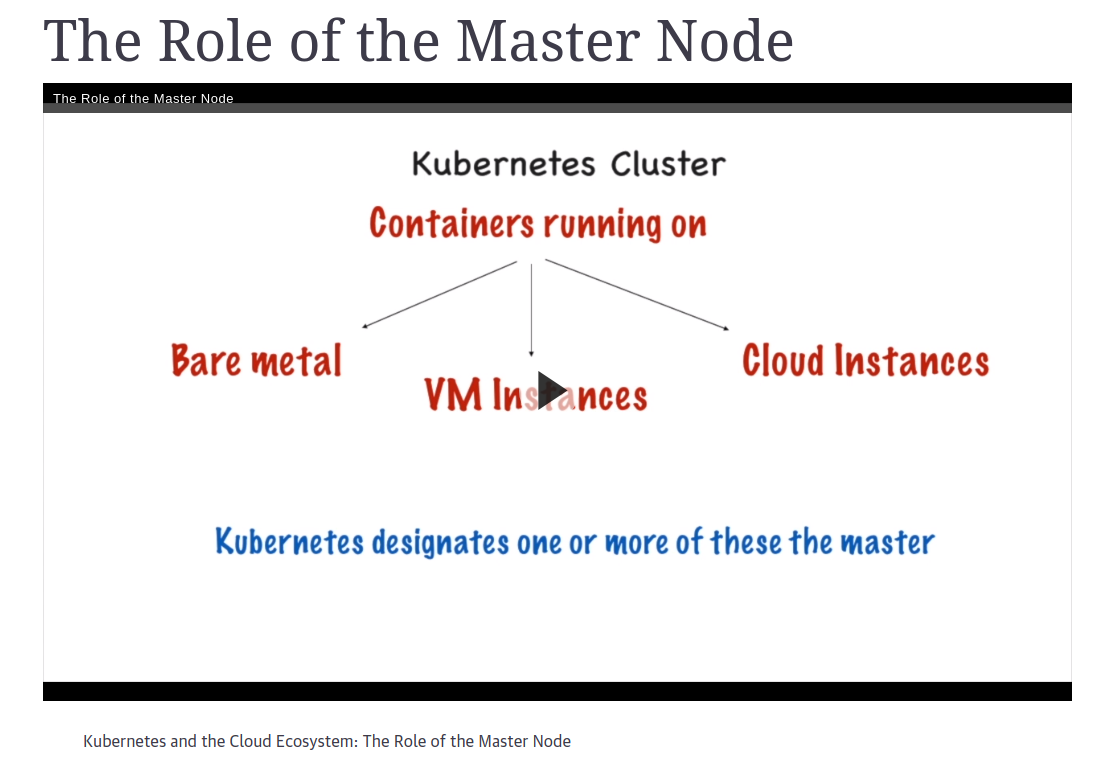 The Role of the Master Node
The Role of the Master Node
Kubernetes Cluster
Containers running on
Bare metal
VM Instances
Cloud Instances
Kubernetes designates one or more of these the master
Kubernetes and the Cloud Ecosystem: The Role of the Master Node